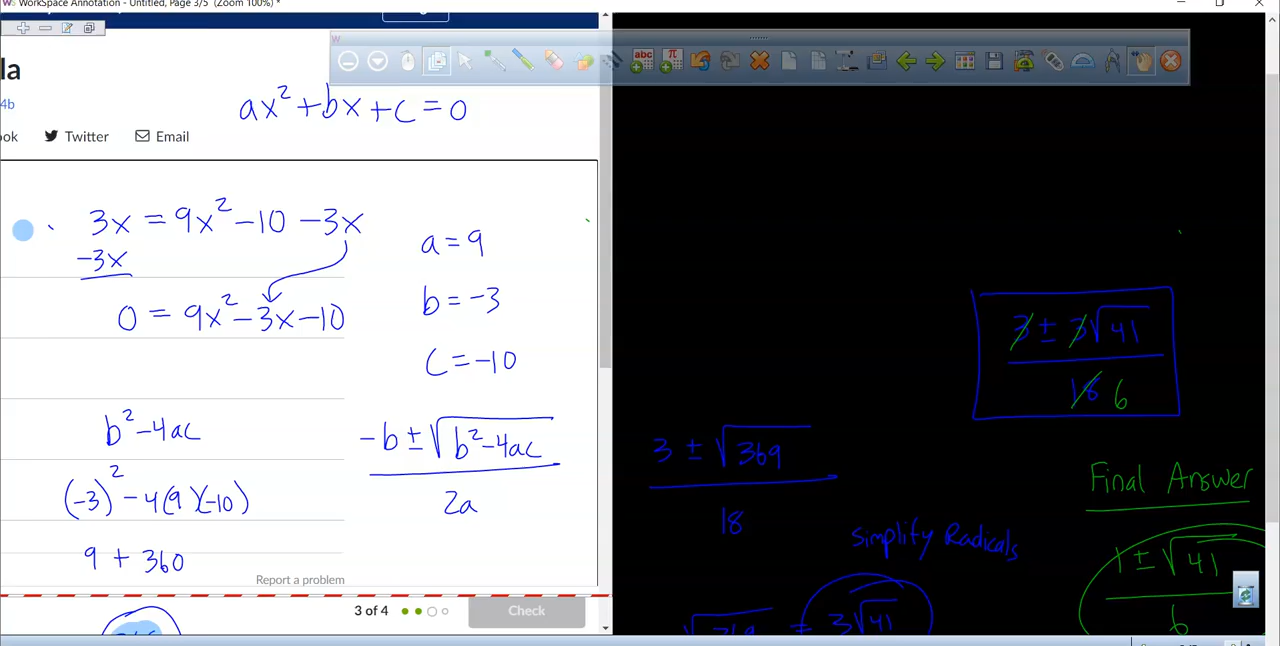 WorkSpace Annotation - Untitled, Page 3/5 (Zoom 100%) *
la
4b
ook Twitter Email
ax² + bx + c = 0
3x = 9x² - 10 - 3x
-3x
0 = 9x² - 3x - 10
a = 9
b = -3
c = -10
b² - 4ac
(-3)² - 4(9)(-10)
9 + 360
-b ± √(b² - 4ac)
2a
Report a problem
3 of 4
Check
abc
π
3 ± 3√41
18 6
3 ± √369
18
Simplify Radicals
3√41
Final Answer
1 ± √41
6